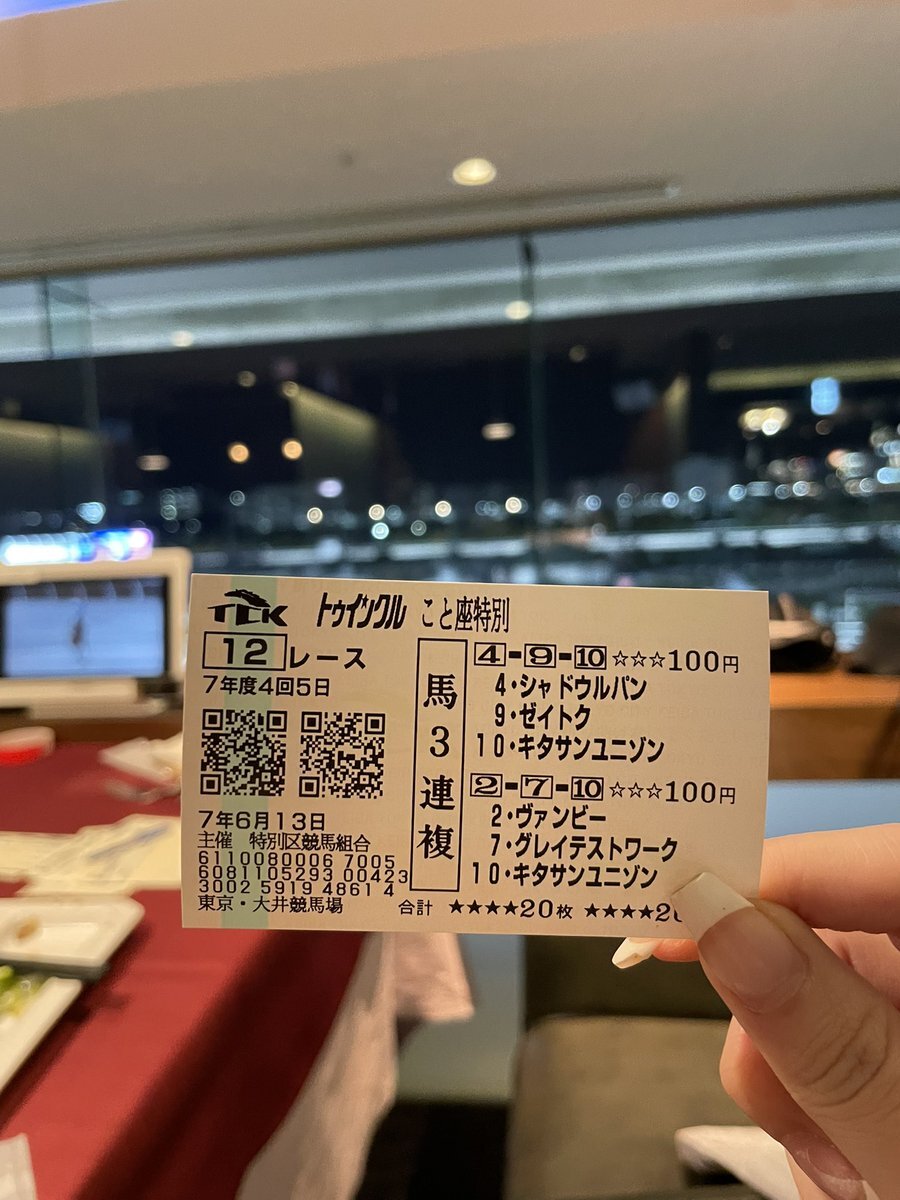 TCK トゥインクル こと座特別
12 レース
7年度4回5日
7年6月13日
主催 特別区競馬組合
6110080006 7005
6081105293 00423
3002 5919 4861 4
東京・大井競馬場
馬3連複
4-9-10☆☆☆100円
4・シャドウルパン
9・ゼイトク
10・キタサンユニゾン
2-7-10☆☆☆100円
2・ヴァンビー
7・グレイテストワーク
10・キタサンユニゾン
合計 ★★★★20枚 ★★★★2